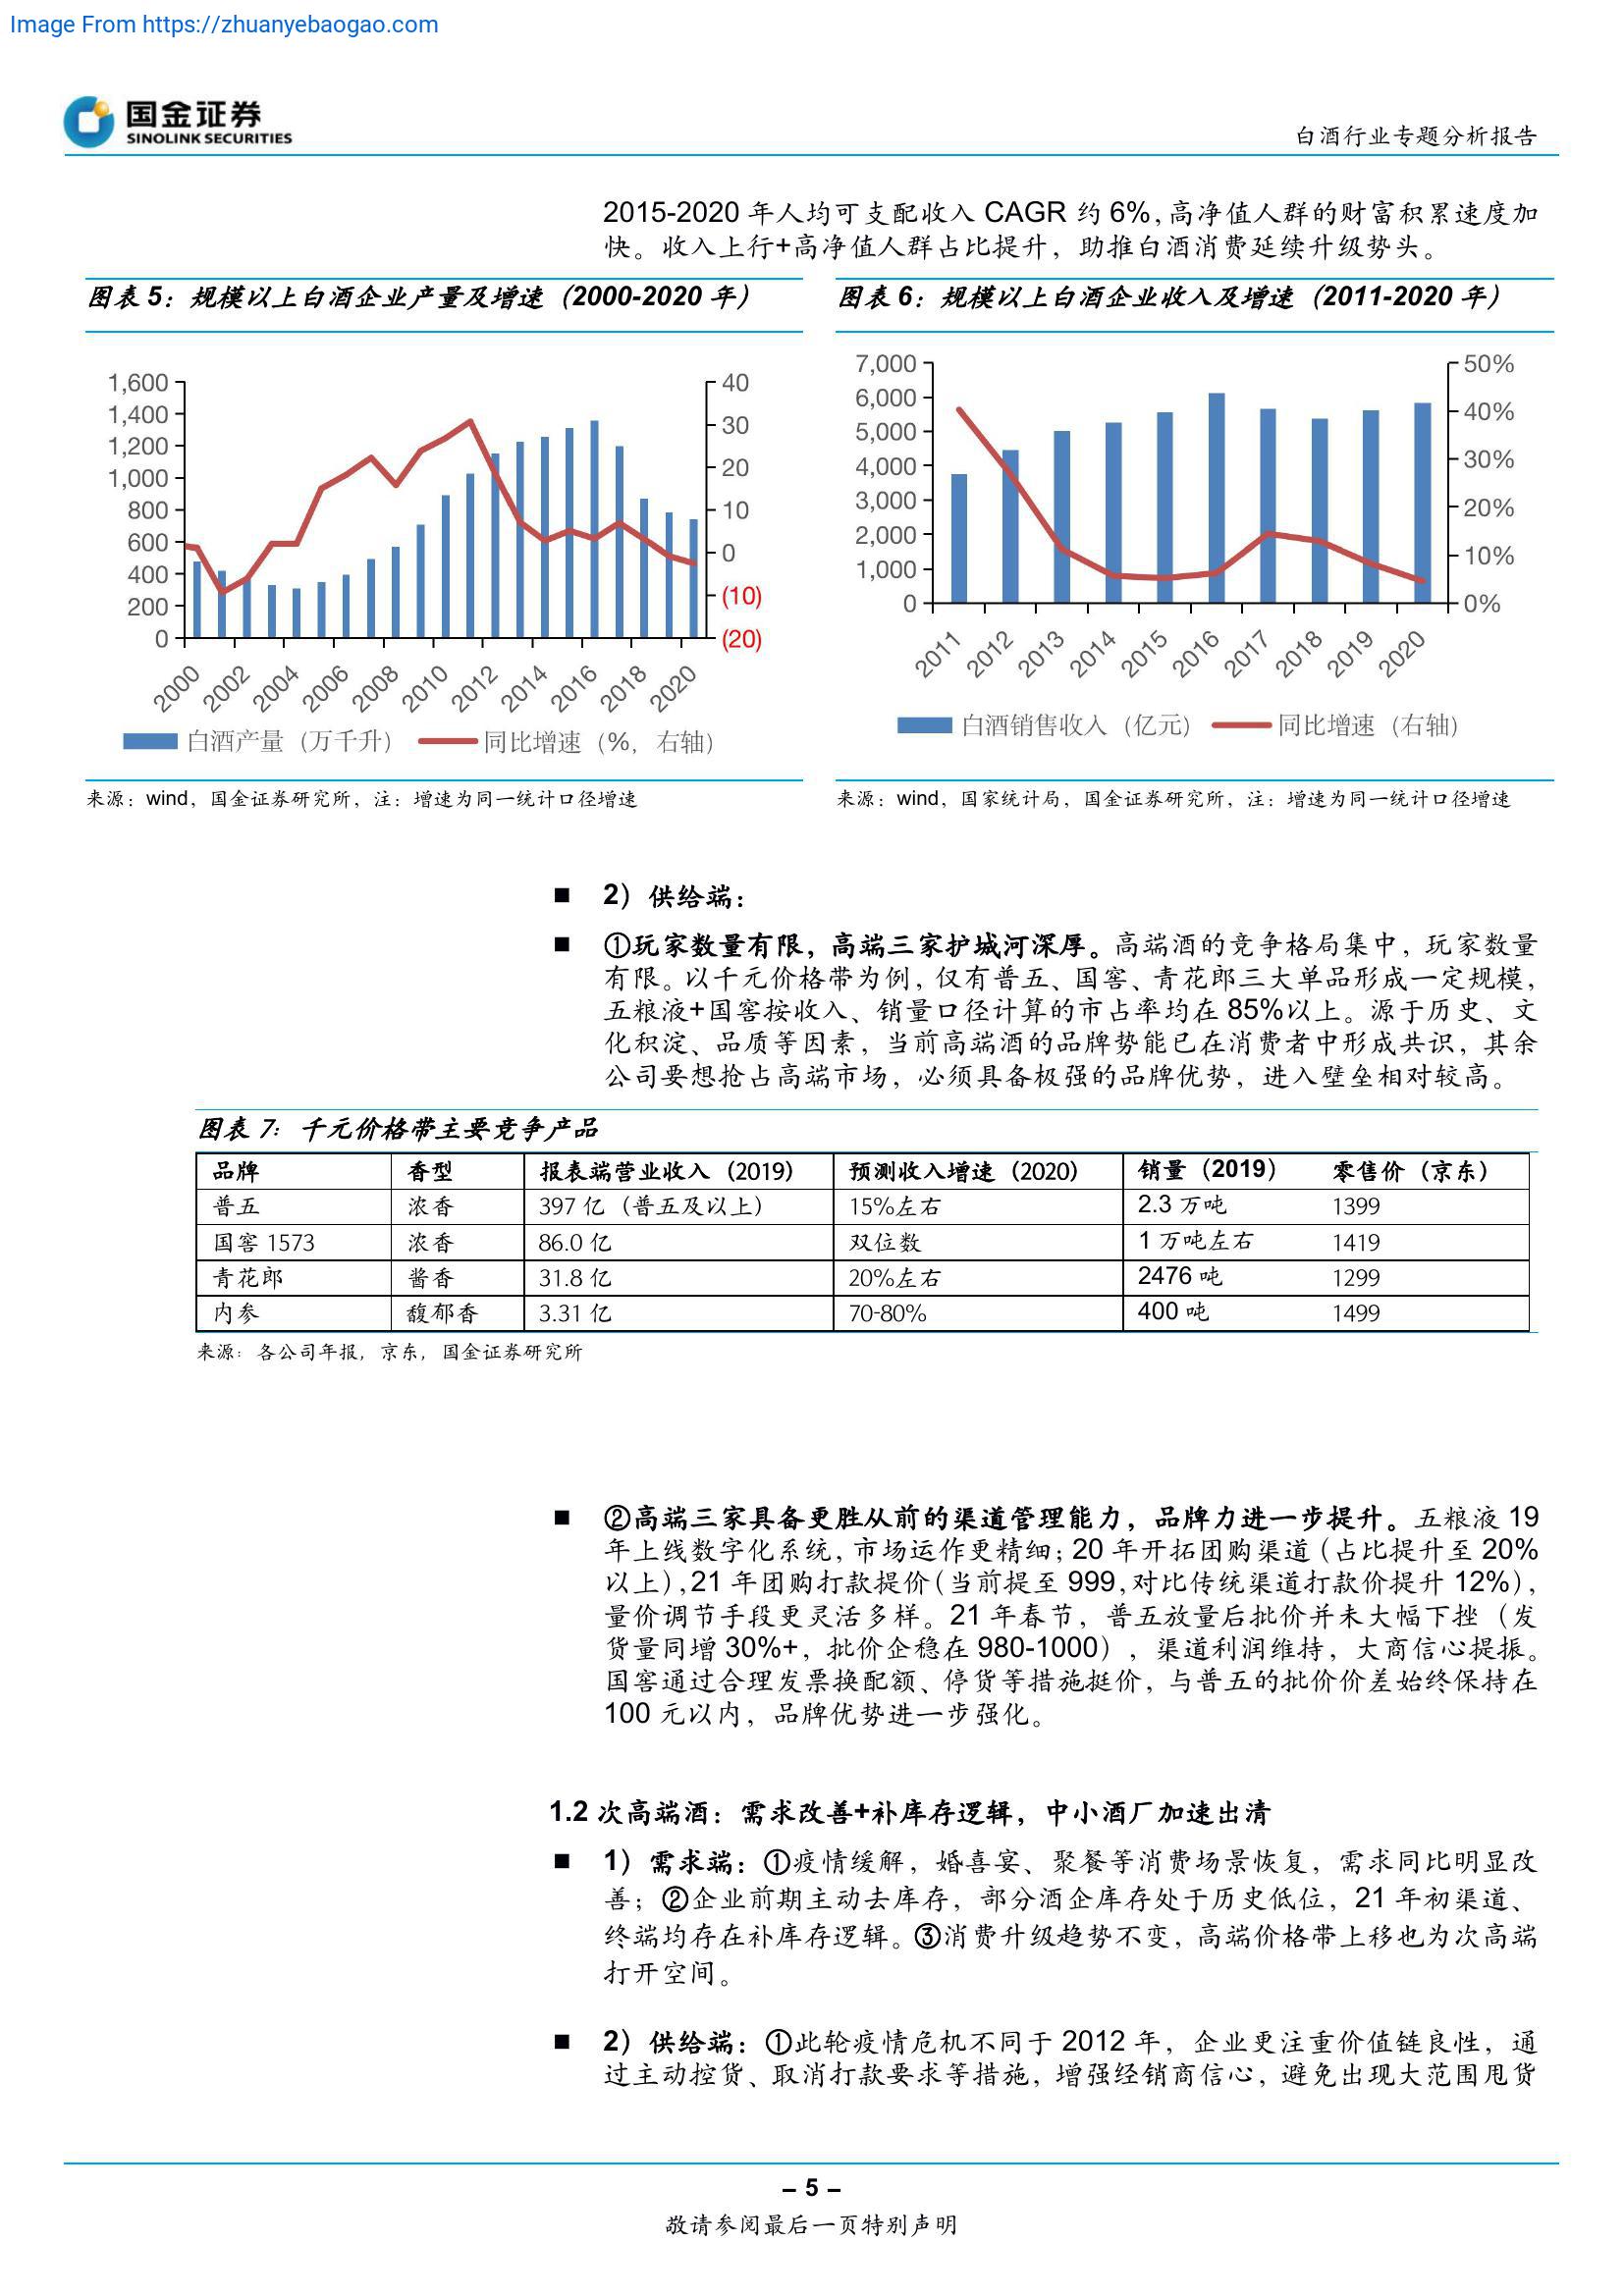 Image From https://zhuanyebaogao.com
国金证券
SINOLINK SECURITIES
白酒行业专题分析报告
2015-2020 年人均可支配收入 CAGR 约 6%,高净值人群的财富积累速度加
快。收入上行+高净值人群占比提升，助推白酒消费延续升级势头。
图表 5：规模以上白酒企业产量及增速（2000-2020 年）
图表 6：规模以上白酒企业收入及增速（2011-2020 年）
1,600
1,400
1,200
1,000
800
600
400
200
0
40
30
20
10
0
(10)
(20)
2000
2002
2004
2006
2008
2010
2012
2014
2016
2018
2020
白酒产量（万千升） 同比增速（%，右轴）
7,000
6,000
5,000
4,000
3,000
2,000
1,000
0
50%
40%
30%
20%
10%
0%
2011
2012
2013
2014
2015
2016
2017
2018
2019
2020
白酒销售收入（亿元） 同比增速（右轴）
来源：wind，国金证券研究所，注：增速为同一统计口径增速
来源：wind，国家统计局，国金证券研究所，注：增速为同一统计口径增速
■ 2）供给端：
■ ①玩家数量有限，高端三家护城河深厚。高端酒的竞争格局集中，玩家数量
有限。以千元价格带为例，仅有普五、国窖、青花郎三大单品形成一定规模，
五粮液+国窖按收入、销量口径计算的市占率均在 85%以上。源于历史、文
化积淀、品质等因素，当前高端酒的品牌势能已在消费者中形成共识，其余
公司要想抢占高端市场，必须具备极强的品牌优势，进入壁垒相对较高。
图表 7：千元价格带主要竞争产品
品牌 香型 报表端营业收入（2019） 预测收入增速（2020） 销量（2019） 零售价（京东）
普五 浓香 397 亿（普五及以上） 15%左右 2.3 万吨 1399
国窖 1573 浓香 86.0 亿 双位数 1 万吨左右 1419
青花郎 酱香 31.8 亿 20%左右 2476 吨 1299
内参 馥郁香 3.31 亿 70-80% 400 吨 1499
来源：各公司年报，京东，国金证券研究所
■ ②高端三家具备更胜从前的渠道管理能力，品牌力进一步提升。五粮液 19
年上线数字化系统，市场运作更精细；20 年开拓团购渠道（占比提升至 20%
以上），21 年团购打款提价（当前提至 999，对比传统渠道打款价提升 12%），
量价调节手段更灵活多样。21 年春节，普五放量后批价并未大幅下挫（发
货量同增 30%+，批价企稳在 980-1000），渠道利润维持，大商信心提振。
国窖通过合理发票换配额、停货等措施挺价，与普五的批价价差始终保持在
100 元以内，品牌优势进一步强化。
1.2 次高端酒：需求改善+补库存逻辑，中小酒厂加速出清
■ 1）需求端：①疫情缓解，婚喜宴、聚餐等消费场景恢复，需求同比明显改
善；②企业前期主动去库存，部分酒企库存处于历史低位，21 年初渠道、
终端均存在补库存逻辑。③消费升级趋势不变，高端价格带上移也为次高端
打开空间。
■ 2）供给端：①此轮疫情危机不同于 2012 年，企业更注重价值链良性，通
过主动控货、取消打款要求等措施，增强经销商信心，避免出现大范围甩货
- 5 -
敬请参阅最后一页特别声明